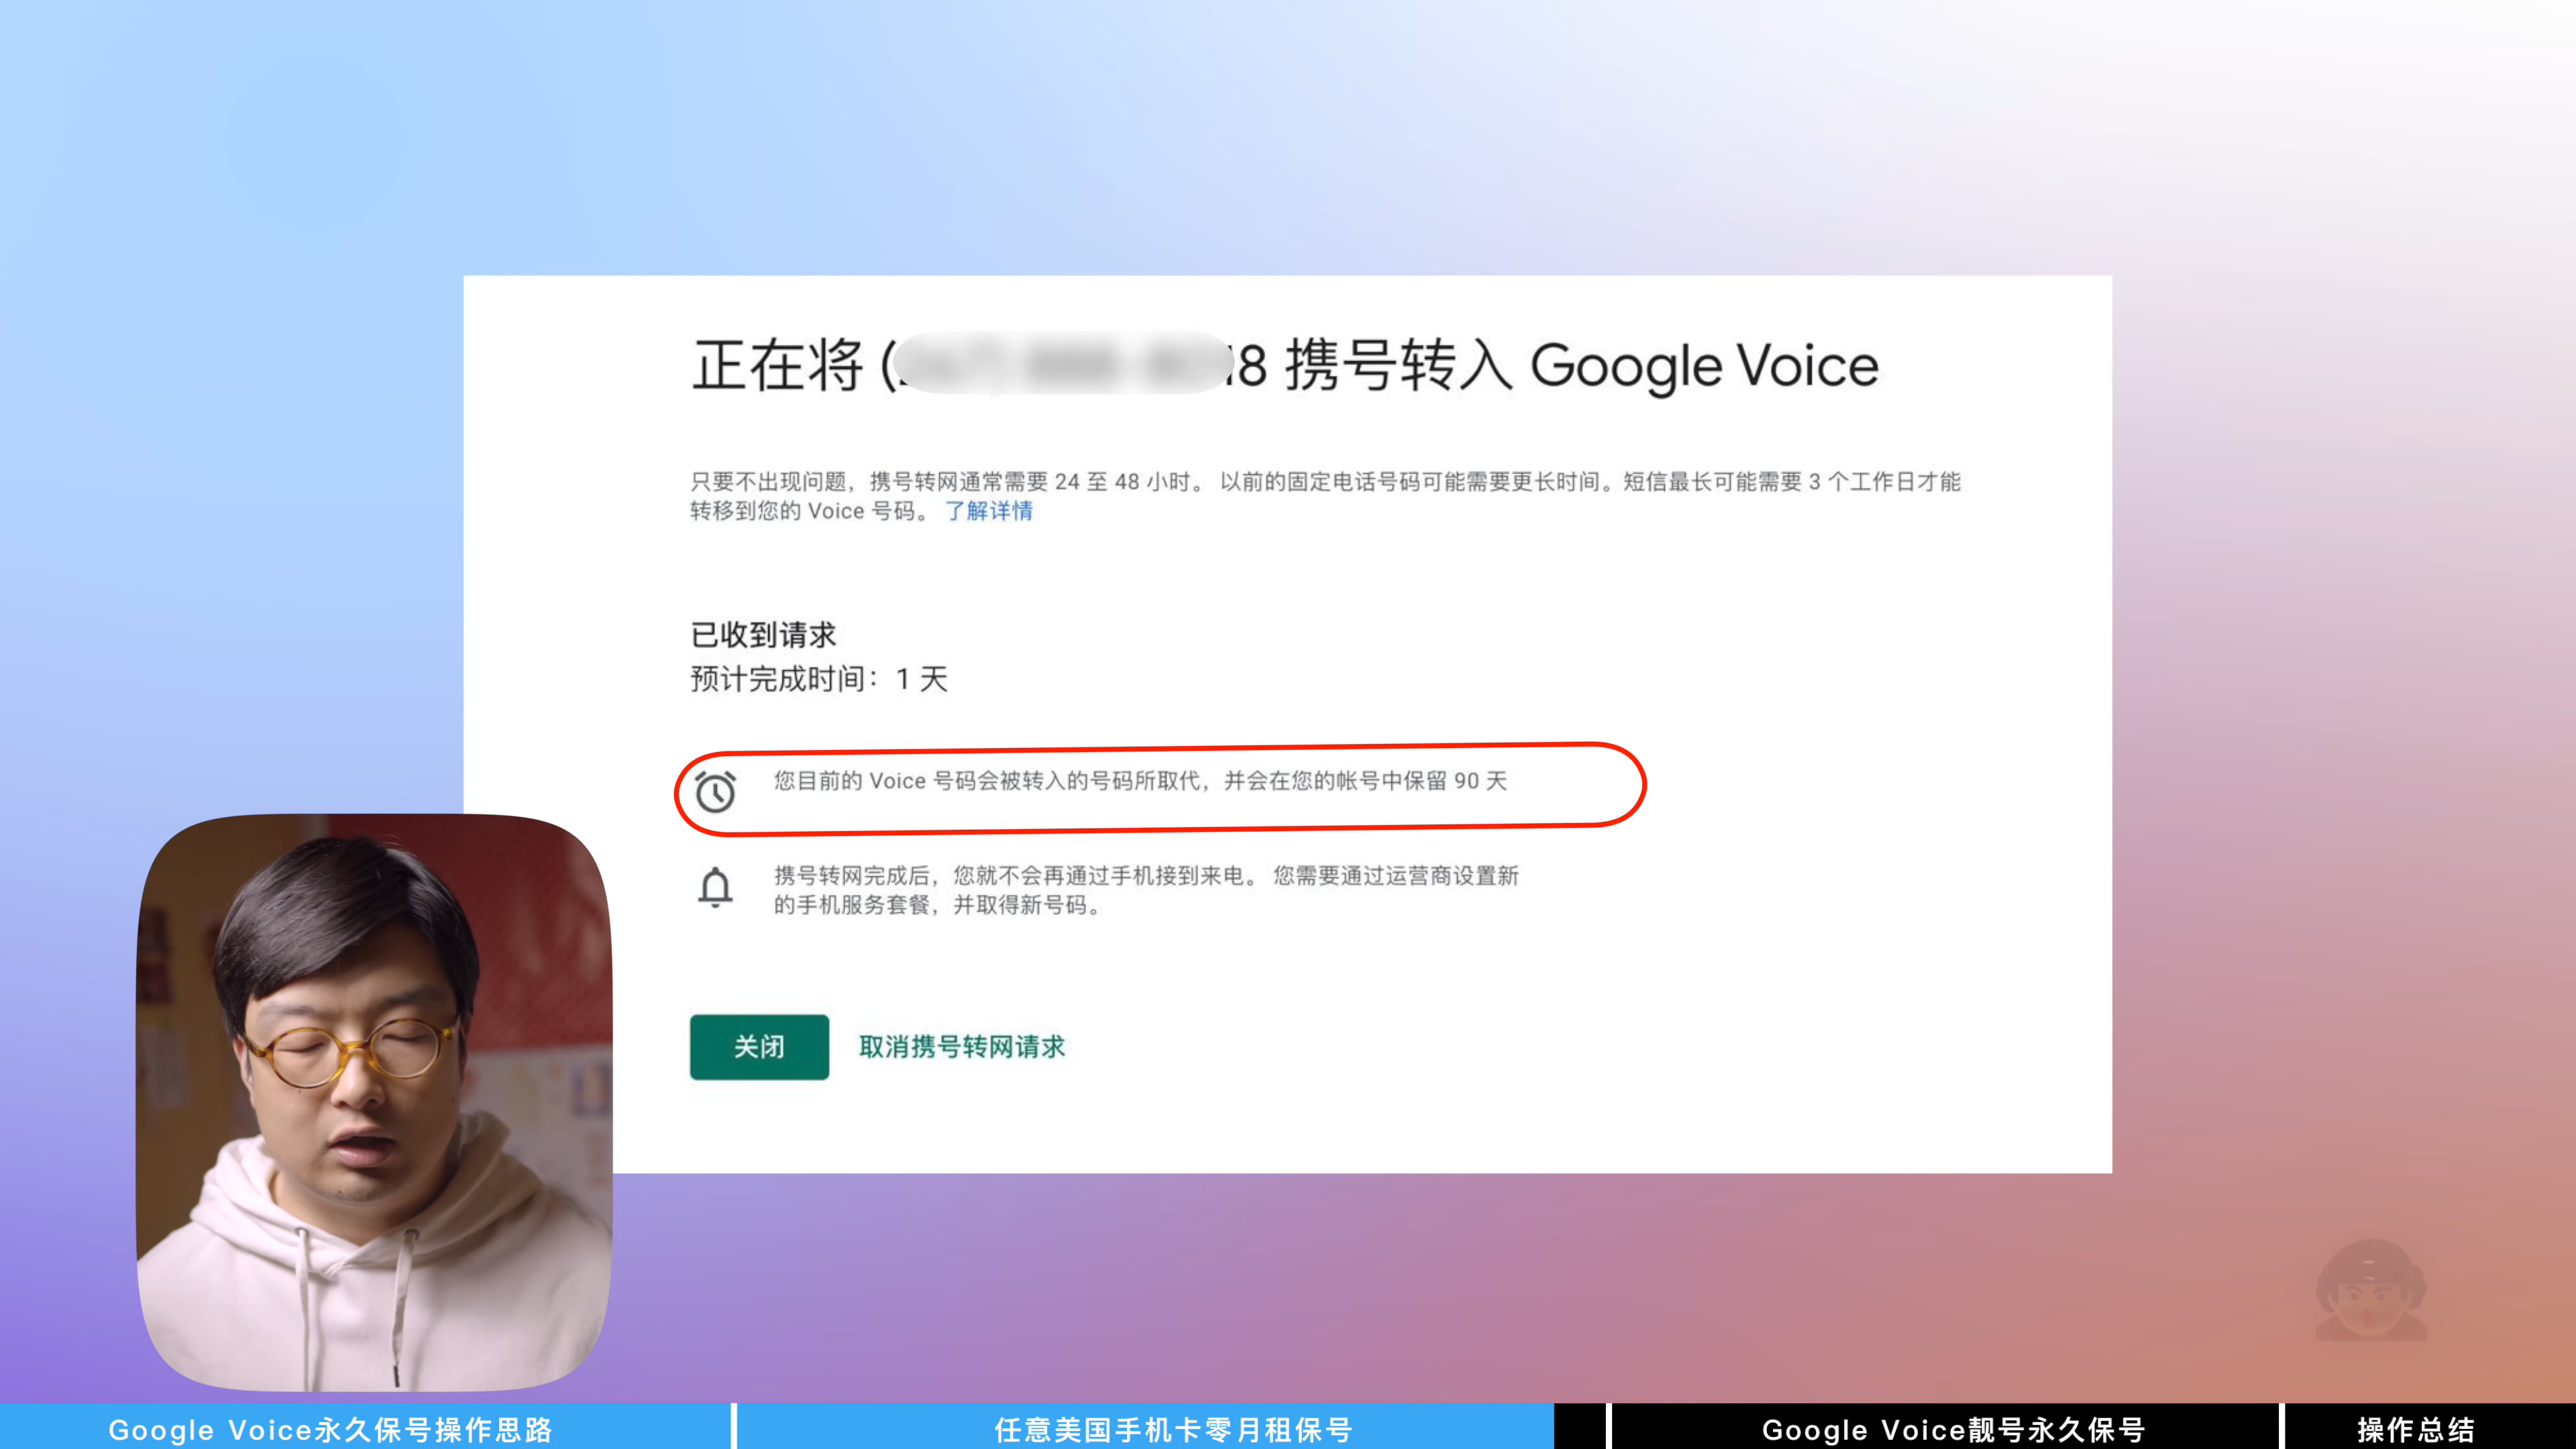 正在将 (8 携号转入 Google Voice
只要不出现问题，携号转网通常需要 24 至 48 小时。 以前的固定电话号码可能需要更长时间。短信最长可能需要 3 个工作日才能
转移到您的 Voice 号码。 了解详情
已收到请求
预计完成时间：1 天
您目前的 Voice 号码会被转入的号码所取代，并会在您的帐号中保留 90 天
携号转网完成后，您就不会再通过手机接到来电。 您需要通过运营商设置新
的手机服务套餐，并取得新号码。
关闭 取消携号转网请求
Google Voice永久保号操作思路 任意美国手机卡零月租保号 Google Voice靓号永久保号 操作总结